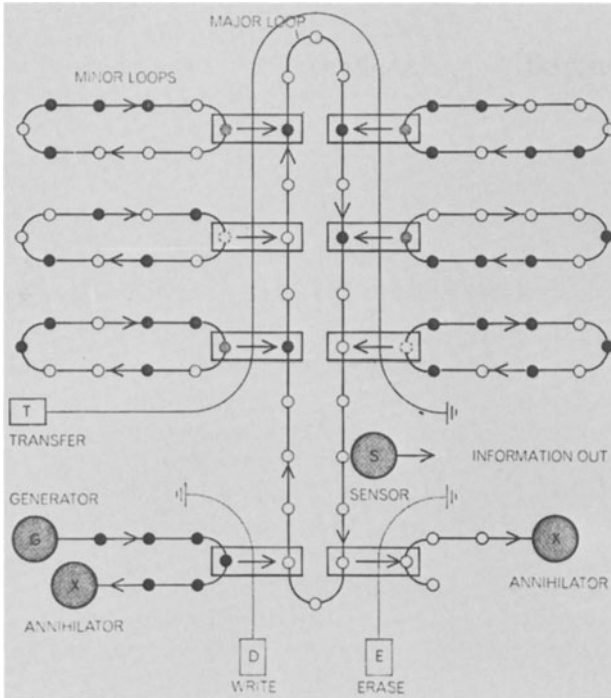 MAJOR LOOP
MINOR LOOPS
T
TRANSFER
S
INFORMATION OUT
SENSOR
GENERATOR
G
X
X
ANNIHILATOR
ANNIHILATOR
D
E
WRITE
ERASE